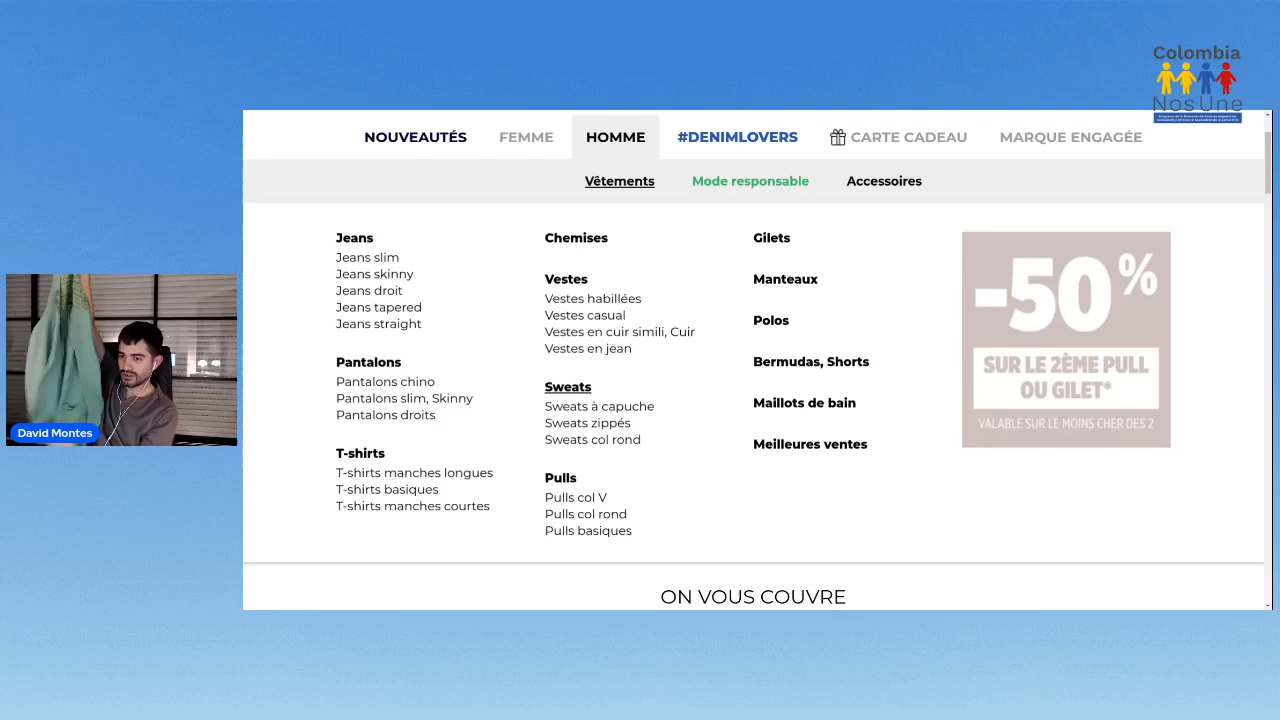 Colombia
NosUne
NOUVEAUTÉS FEMME HOMME #DENIMLOVERS CARTE CADEAU MARQUE ENGAGÉE
Vêtements Mode responsable Accessoires
Jeans
Jeans slim
Jeans skinny
Jeans droit
Jeans tapered
Jeans straight
Pantalons
Pantalons chino
Pantalons slim, Skinny
Pantalons droits
T-shirts
T-shirts manches longues
T-shirts basiques
T-shirts manches courtes
Chemises
Vestes
Vestes habillées
Vestes casual
Vestes en cuir simili, Cuir
Vestes en jean
Sweats
Sweats à capuche
Sweats zippés
Sweats col rond
Pulls
Pulls col V
Pulls col rond
Pulls basiques
Gilets
Manteaux
Polos
Bermudas, Shorts
Maillots de bain
Meilleures ventes
-50%
SUR LE 2ÈME PULL
OU GILET*
VALABLE SUR LE MOINS CHER DES 2
David Montes
ON VOUS COUVRE